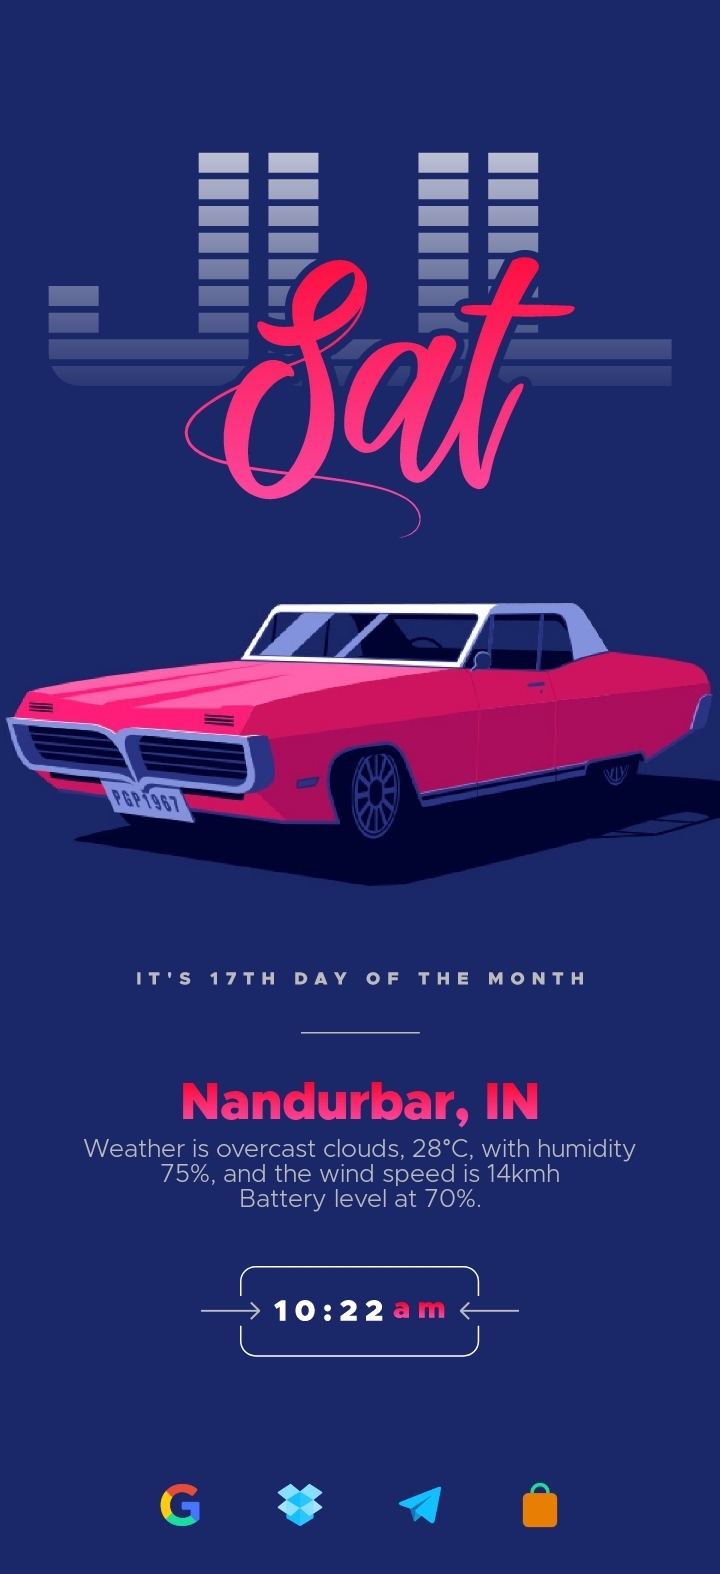 JUL
Sat
PGP1967
IT'S 17TH DAY OF THE MONTH
Nandurbar, IN
Weather is overcast clouds, 28°C, with humidity
75%, and the wind speed is 14kmh
Battery level at 70%.
10:22 am